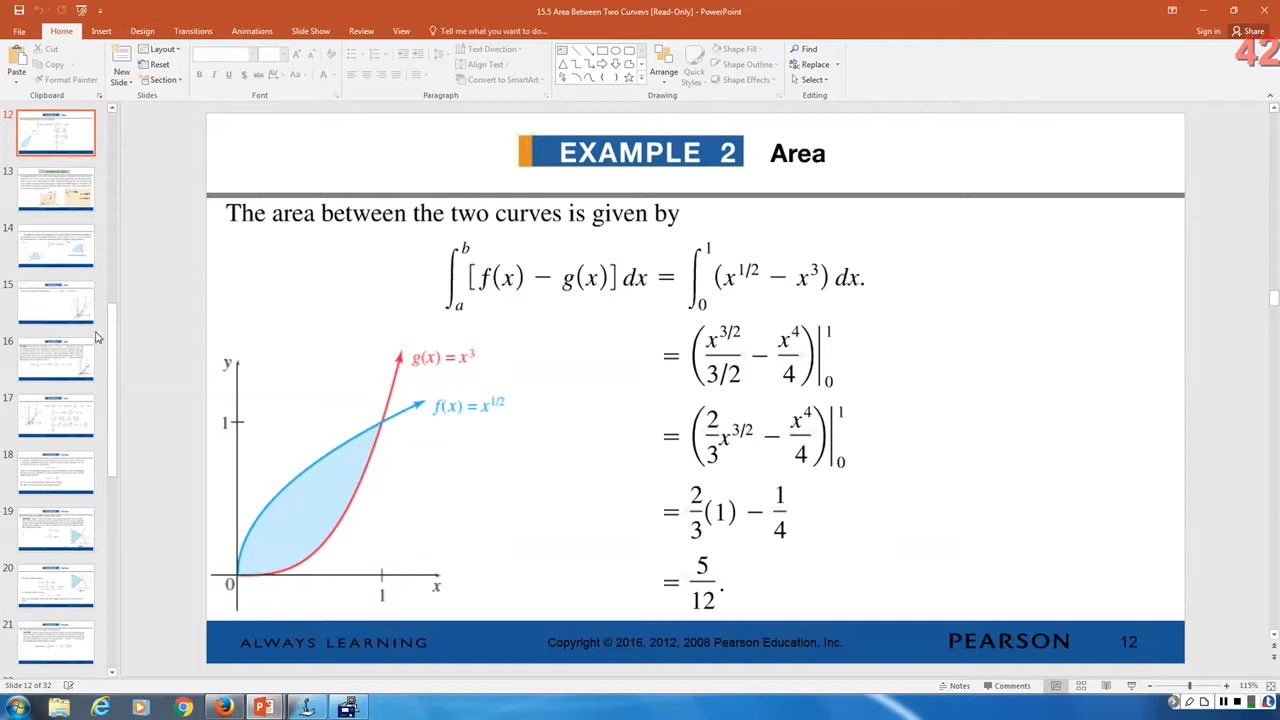 15.5 Area Between Two Curvevs [Read-Only] - PowerPoint
File Home Insert Design Transitions Animations Slide Show Review View Tell me what you want to do... Sign in Share
42
Paste Cut Copy Format Painter
Clipboard
New Slide Layout Reset Section
Slides
B I U S abc AV Aa A
Font
Text Direction Align Text Convert to SmartArt
Paragraph
Arrange Quick Styles Shape Fill Shape Outline Shape Effects
Drawing
Find Replace Select
Editing
12
13
14
15
16
17
18
19
20
21
EXAMPLE 2 Area
The area between the two curves is given by
∫_a^b [f(x) − g(x)] dx = ∫_0^1 (x^{1/2} − x^3) dx.
= (x^{3/2}/(3/2) − x^4/4)|_0^1
= (2/3 x^{3/2} − x^4/4)|_0^1
= 2/3(1) − 1/4
= 5/12.
y
g(x) = x^3
f(x) = x^{1/2}
1
0
1
x
ALWAYS LEARNING Copyright © 2016, 2012, 2008 Pearson Education, Inc. PEARSON 12
Slide 12 of 32 Notes Comments 115%